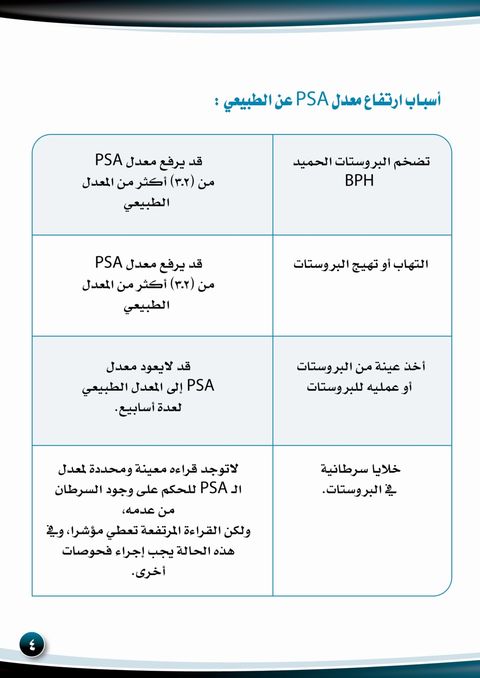 أسباب ارتفاع معدل PSA عن الطبيعي :
تضخم البروستات الحميد
BPH
قد يرفع معدل PSA
من (٢-٣) أكثر من المعدل
الطبيعي
التهاب أو تهيج البروستات
قد يرفع معدل PSA
من (٢-٣) أكثر من المعدل
الطبيعي
أخذ عينة من البروستات
أو عمليه للبروستات
قد لايعود معدل
PSA إلى المعدل الطبيعي
لعدة أسابيع.
خلايا سرطانية
في البروستات.
لاتوجد قراءه معينة ومحددة لمعدل
الـ PSA للحكم على وجود السرطان
من عدمه،
ولكن القراءة المرتفعة تعطي مؤشرا، وفي
هذه الحالة يجب إجراء فحوصات
أخرى.
٤